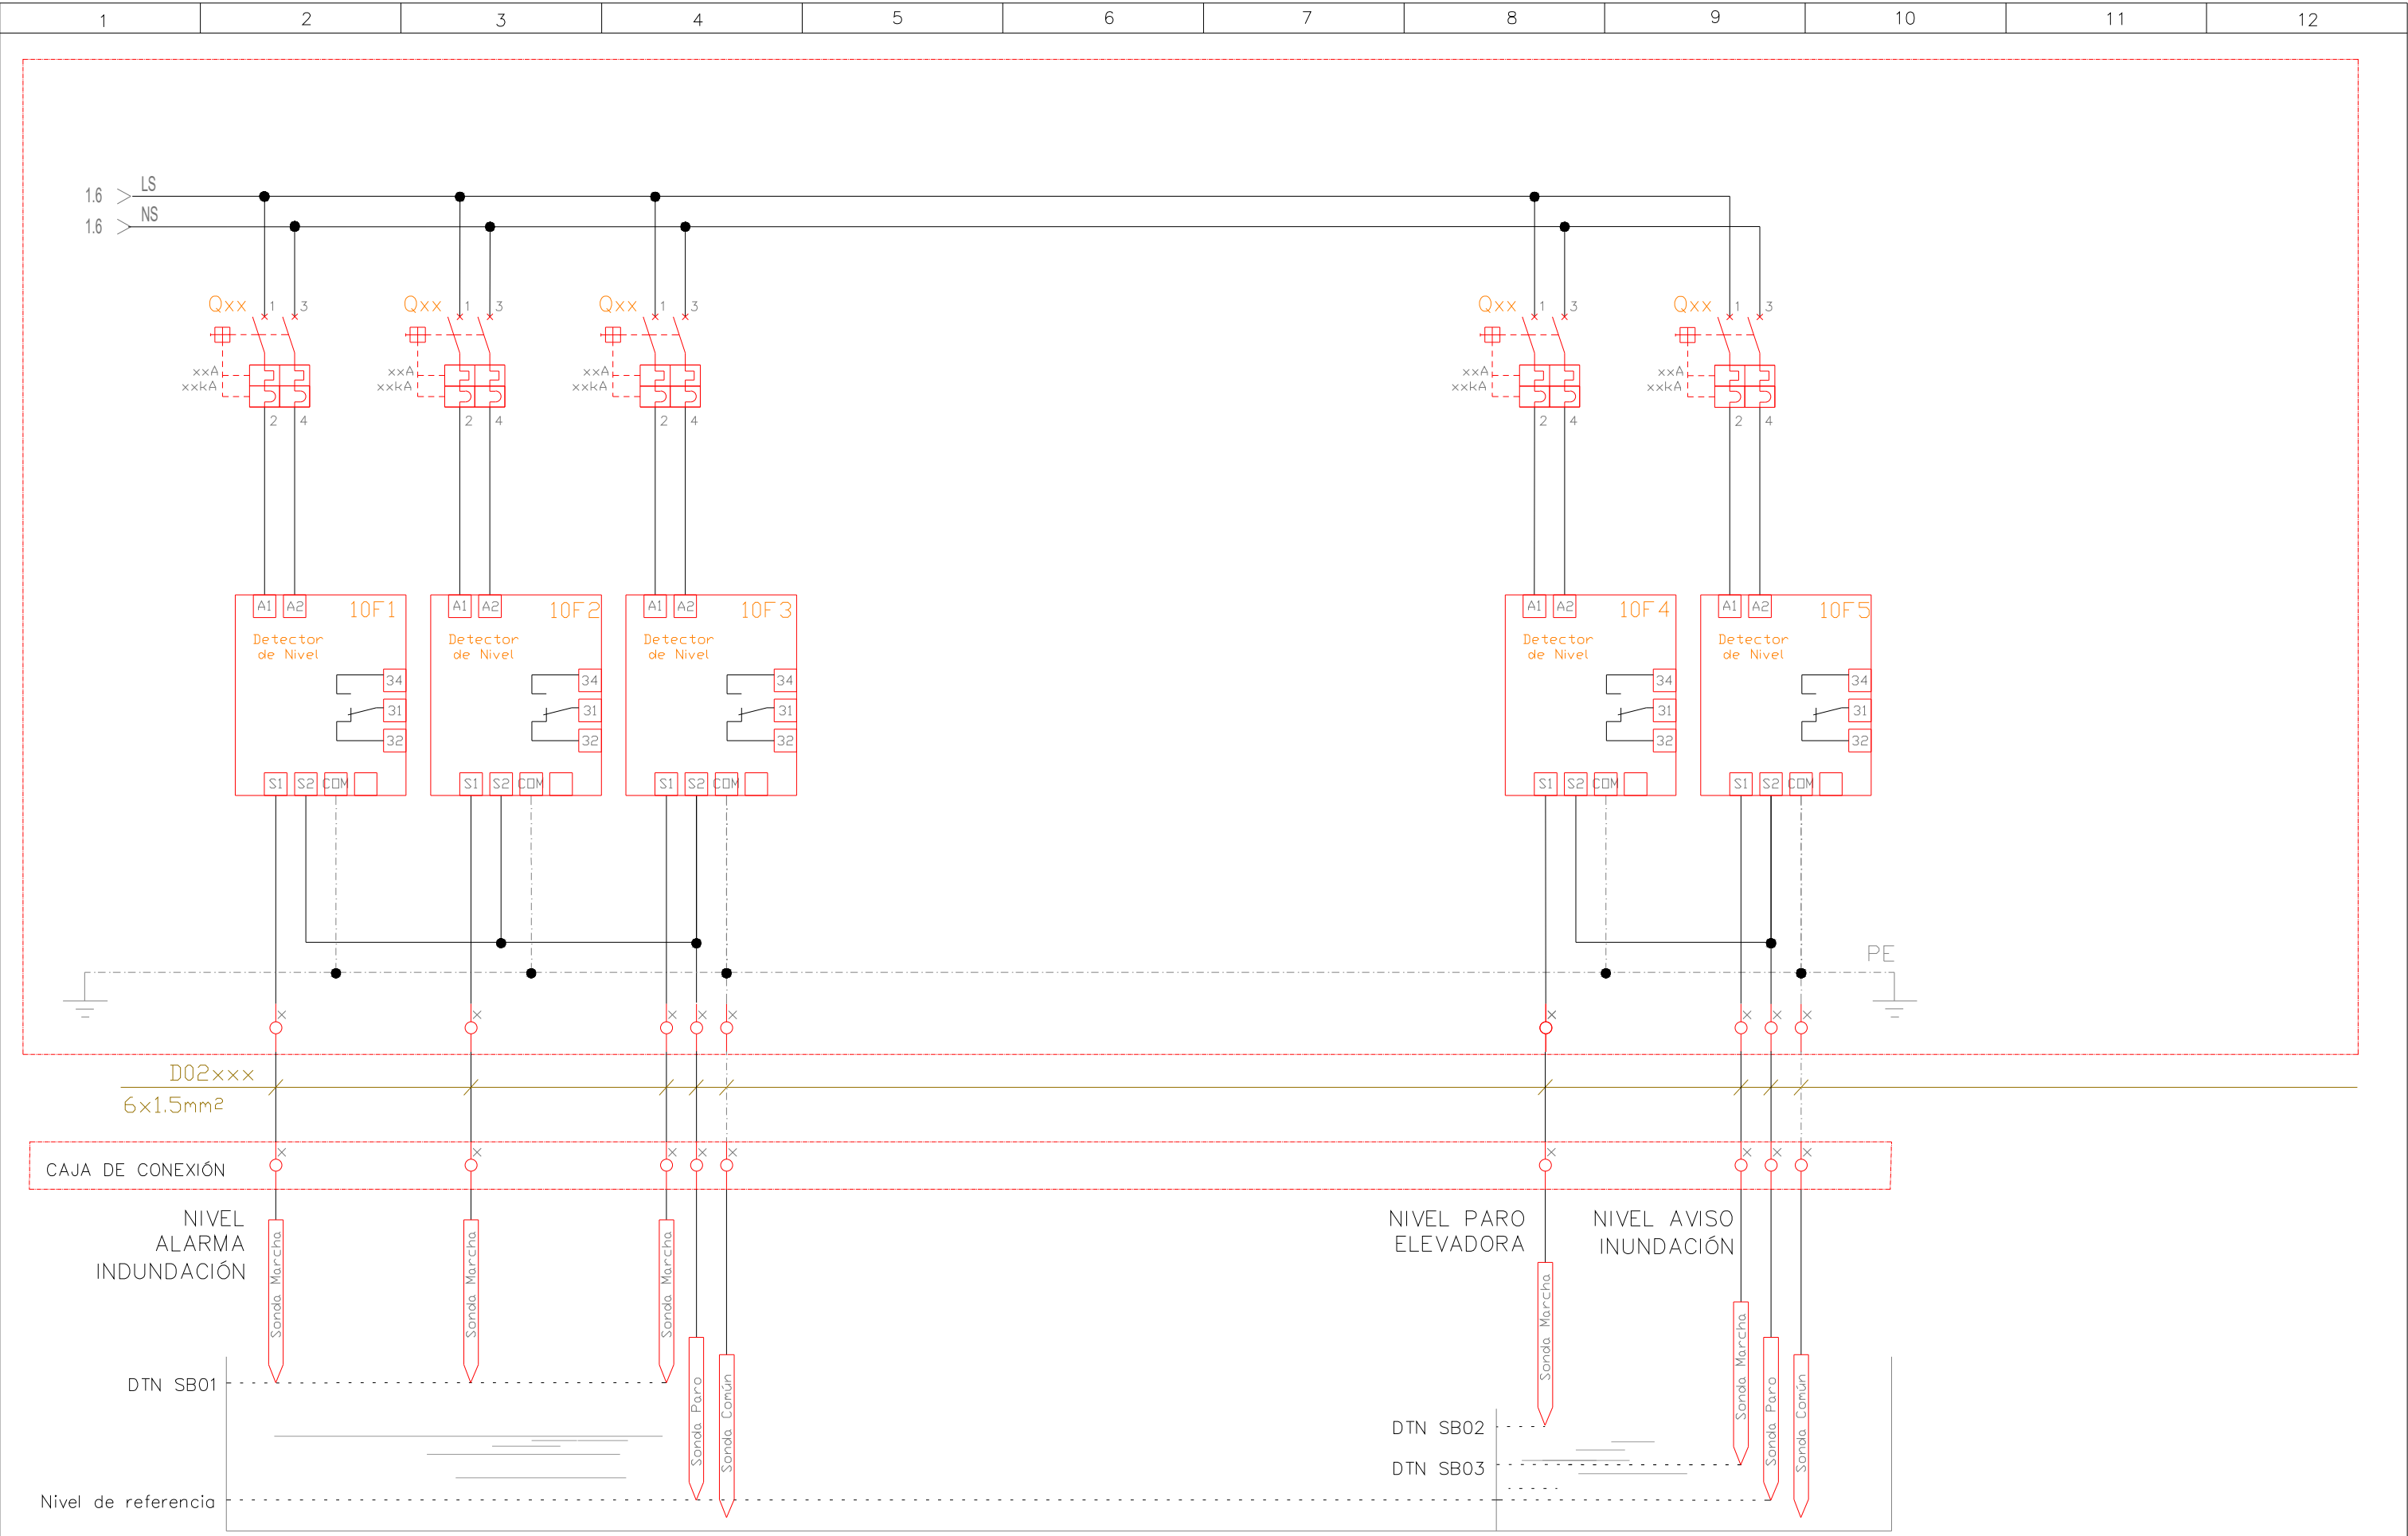 1 2 3 4 5 6 7 8 9 10 11 12
1.6 LS
1.6 NS
Qxx 1 3 Qxx 1 3 Qxx 1 3 Qxx 1 3 Qxx 1 3
xxA xxA xxA xxA xxA
xxkA xxkA xxkA xxkA xxkA
2 4 2 4 2 4 2 4 2 4
A1 A2 10F1 A1 A2 10F2 A1 A2 10F3 A1 A2 10F4 A1 A2 10F5
Detector Detector Detector Detector Detector
de Nivel de Nivel de Nivel de Nivel de Nivel
34 34 34 34 34
31 31 31 31 31
32 32 32 32 32
S1 S2 COM S1 S2 COM S1 S2 COM S1 S2 COM S1 S2 COM
PE
x x x x x x x x x
D02xxx
6x1.5mm²
x x x x x x x x x
CAJA DE CONEXIÓN
NIVEL
ALARMA
INDUNDACIÓN
NIVEL PARO
ELEVADORA
NIVEL AVISO
INUNDACIÓN
Sonda Marcha
Sonda Marcha
Sonda Marcha
Sonda Paro
Sonda Común
Sonda Marcha
Sonda Marcha
Sonda Paro
Sonda Común
DTN SB01
DTN SB02
DTN SB03
Nivel de referencia